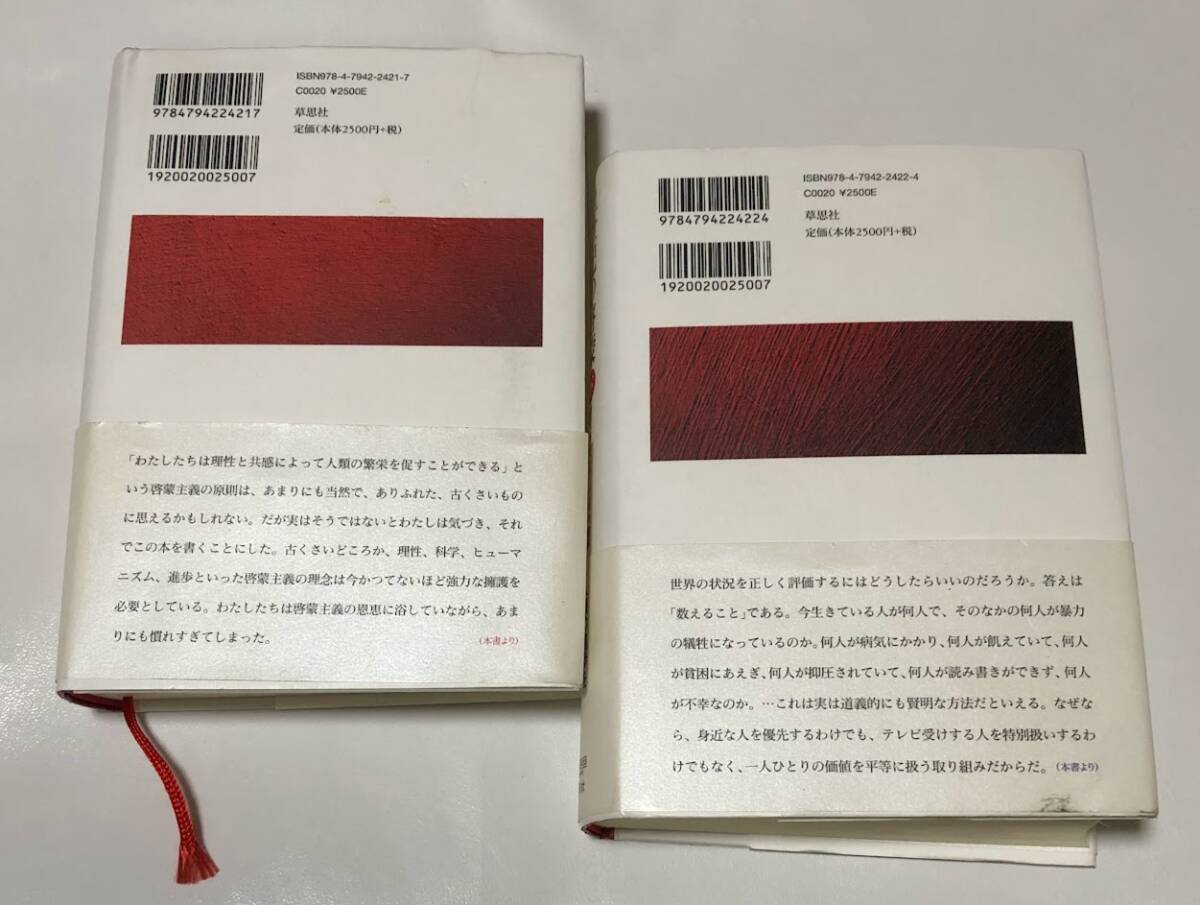 ISBN978-4-7942-2421-7
C0020 ¥2500E
9784794224217
草思社
定価(本体2500円+税)
1920020025007
「わたしたちは理性と共感によって人類の繁栄を促すことができる」と
いう啓蒙主義の原則は、あまりにも当然で、ありふれた、古くさいもの
に思えるかもしれない。だが実はそうではないとわたしは気づき、それ
でこの本を書くことにした。古くさいどころか、理性、科学、ヒューマ
ニズム、進歩といった啓蒙主義の理念は今かつてないほど強力な擁護を
必要としている。わたしたちは啓蒙主義の恩恵に浴していながら、あま
りにも慣れすぎてしまった。
(本書より)
ISBN978-4-7942-2422-4
C0020 ¥2500E
9784794224224
草思社
定価(本体2500円+税)
1920020025007
世界の状況を正しく評価するにはどうしたらいいのだろうか。答えは
「数えること」である。今生きている人が何人で、そのなかの何人が暴力
の犠牲になっているのか。何人が病気にかかり、何人が飢えていて、何人
が貧困にあえぎ、何人が抑圧されていて、何人が読み書きができず、何人
が不幸なのか。…これは実は道義的にも賢明な方法だといえる。なぜな
ら、身近な人を優先するわけでも、テレビ受けする人を特別扱いするわ
けでもなく、一人ひとりの価値を平等に扱う取り組みだからだ。
(本書より)